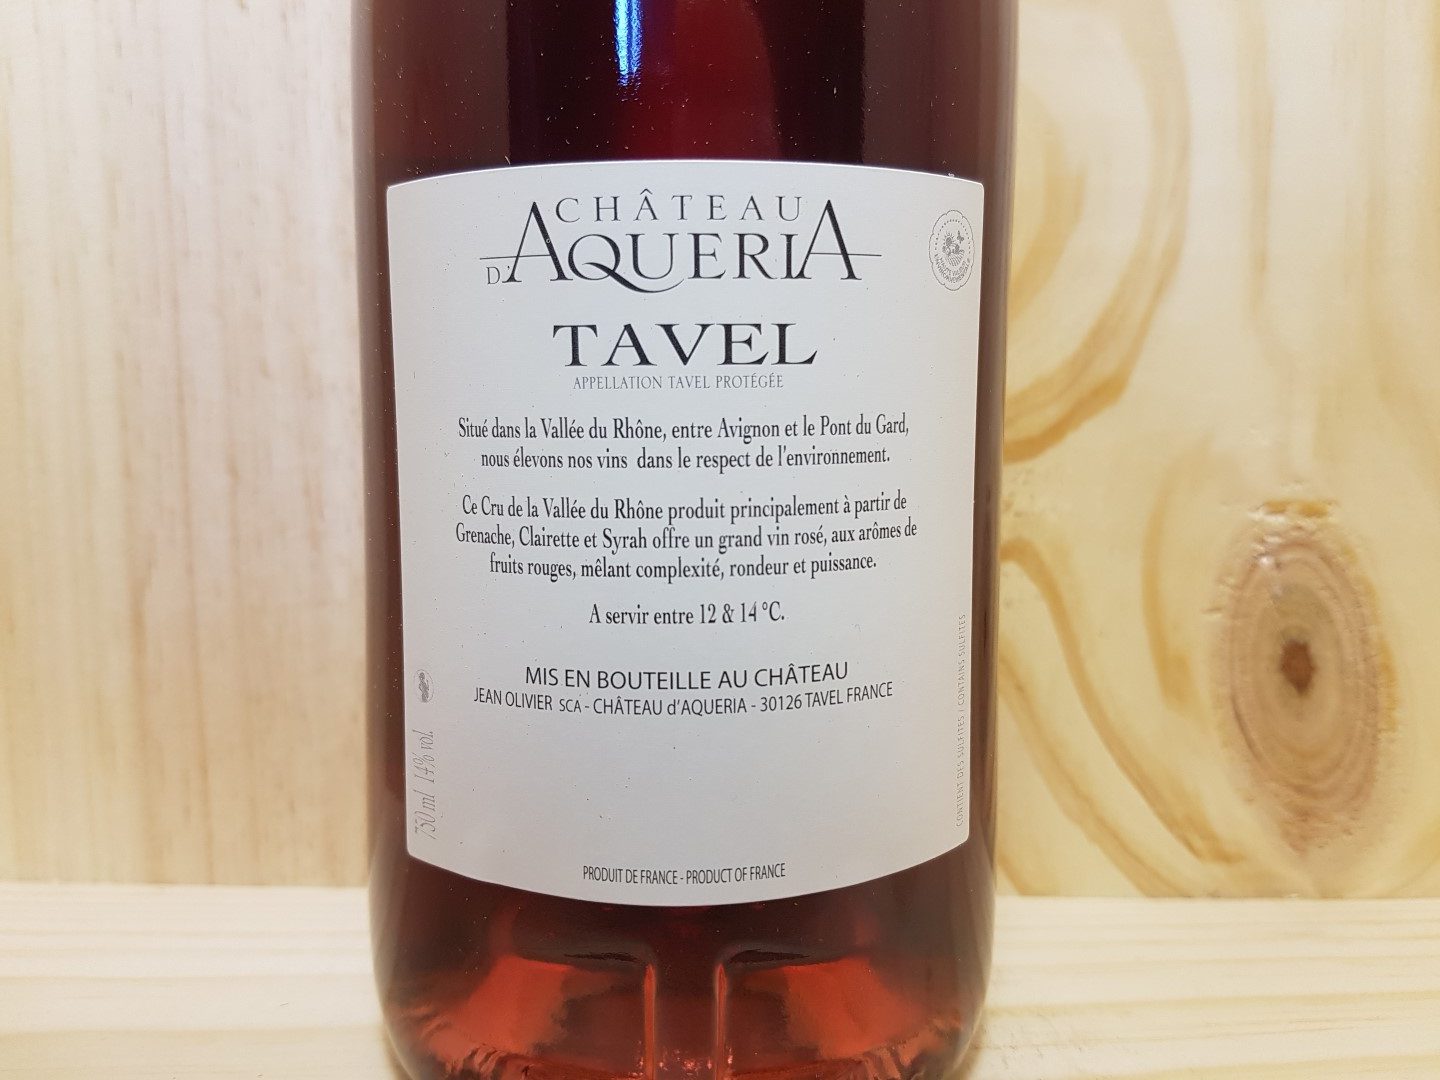 CHÂTEAU
D'AQUERIA
TAVEL
APPELLATION TAVEL PROTÉGÉE
Situé dans la Vallée du Rhône, entre Avignon et le Pont du Gard,
nous élevons nos vins dans le respect de l'environnement.
Ce Cru de la Vallée du Rhône produit principalement à partir de
Grenache, Clairette et Syrah offre un grand vin rosé, aux arômes de
fruits rouges, mêlant complexité, rondeur et puissance.
A servir entre 12 & 14 °C.
MIS EN BOUTEILLE AU CHÂTEAU
JEAN OLIVIER SCA - CHÂTEAU d'AQUERIA - 30126 TAVEL FRANCE
750 ml 14% vol.
CONTIENT DES SULFITES / CONTAINS SULFITES
PRODUIT DE FRANCE - PRODUCT OF FRANCE